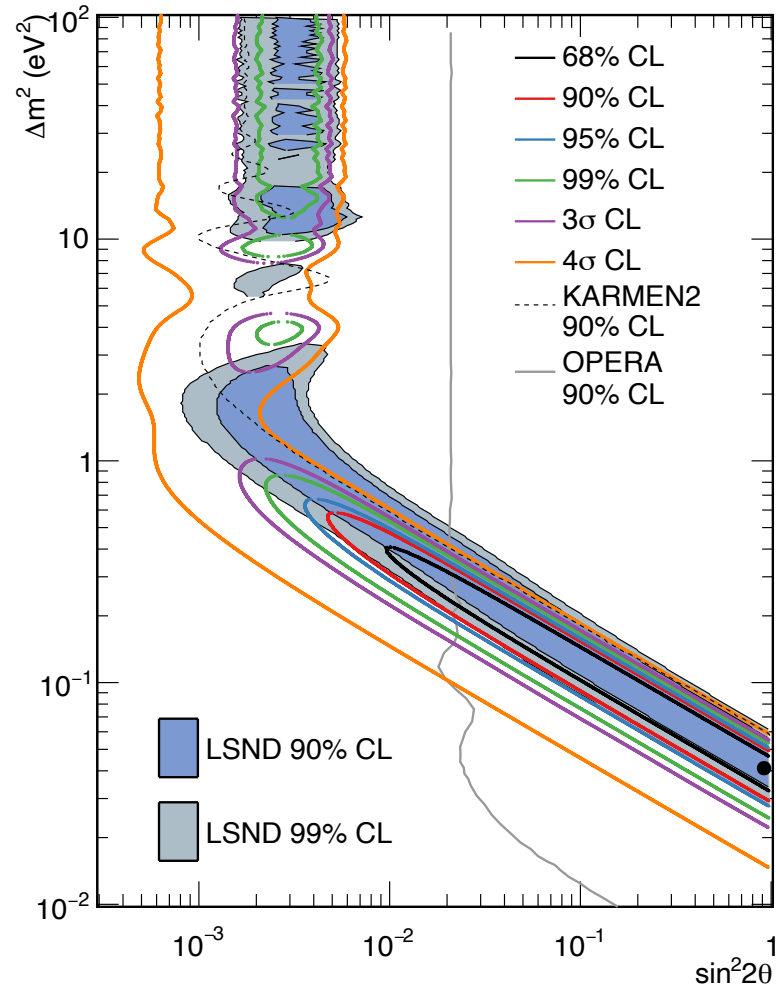 Δm² (eV²)
10²
10
1
10⁻¹
10⁻²
68% CL
90% CL
95% CL
99% CL
3σ CL
4σ CL
KARMEN2
90% CL
OPERA
90% CL
LSND 90% CL
LSND 99% CL
10⁻³
10⁻²
10⁻¹
1
sin²2θ